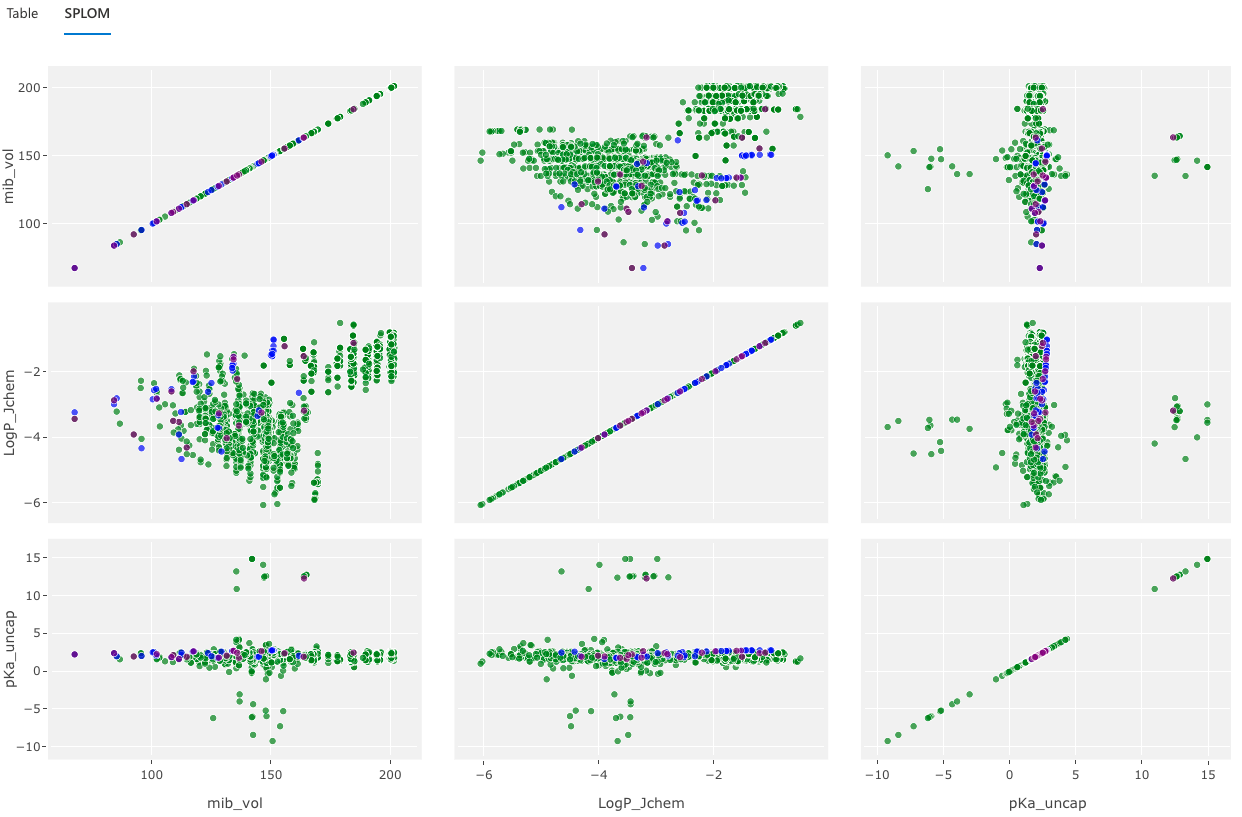 Table SPLOM
200
150
100
mib_vol
−2
−4
−6
LogP_Jchem
15
10
5
0
−5
−10
pKa_uncap
100 150 200 −6 −4 −2 −10 −5 0 5 10 15
mib_vol LogP_Jchem pKa_uncap